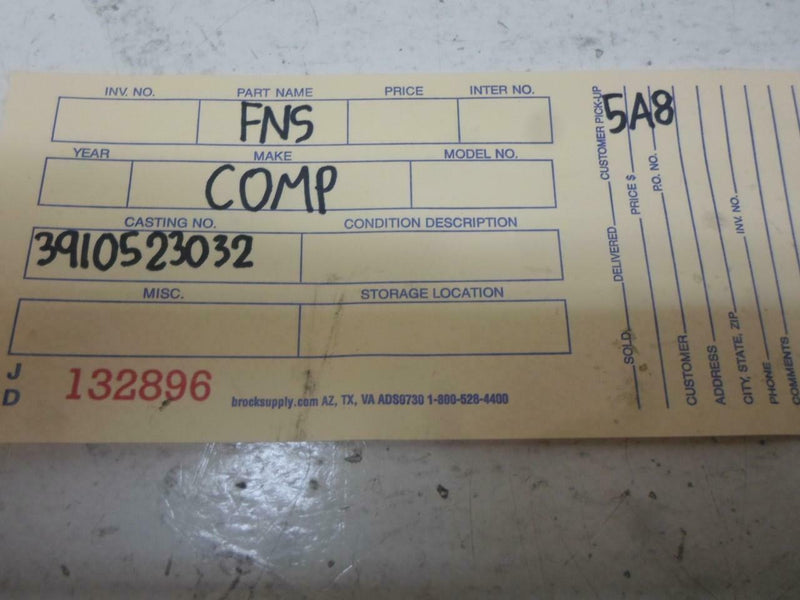 INV. NO. PART NAME PRICE INTER NO.
FNS
YEAR MAKE MODEL NO.
COMP
CASTING NO. CONDITION DESCRIPTION
3910523032
MISC. STORAGE LOCATION
J
D
132896
brocksupply.com AZ, TX, VA ADS0730 1-800-528-4400
5A8
SOLD DELIVERED CUSTOMER PICK-UP
PRICE $
P.O. NO.
CUSTOMER
ADDRESS
CITY, STATE, ZIP INV. NO.
PHONE
COMMENTS